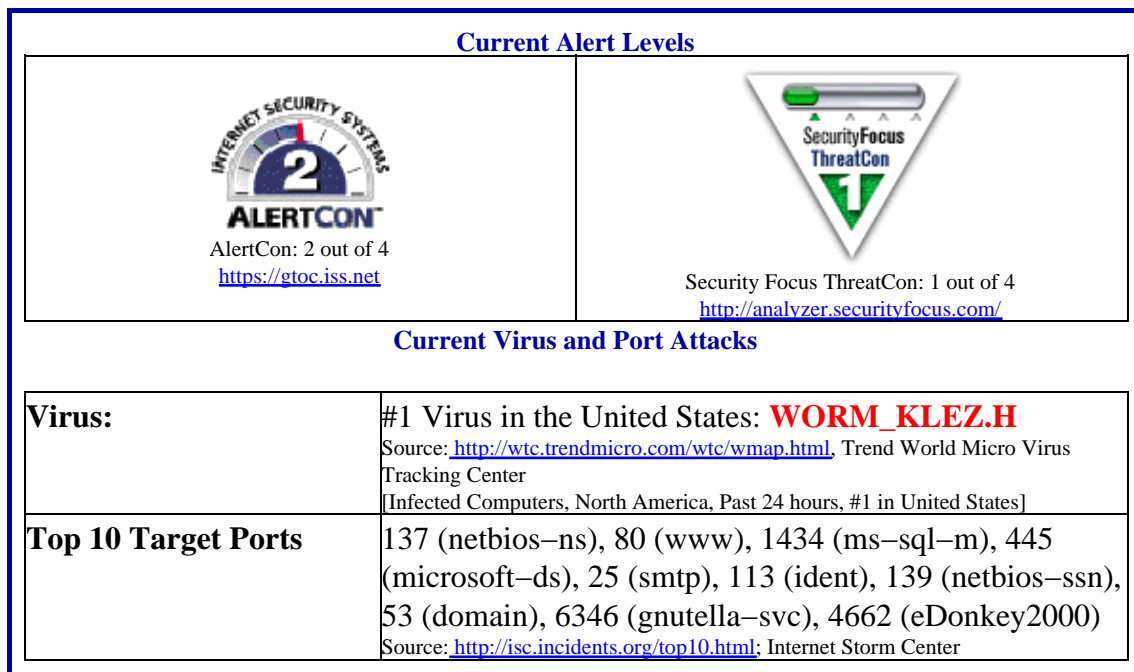 Current Alert Levels
INTERNET SECURITY SYSTEMS
2
ALERTCON™
AlertCon: 2 out of 4
https://gtoc.iss.net
SecurityFocus
ThreatCon
1
Security Focus ThreatCon: 1 out of 4
http://analyzer.securityfocus.com/
Current Virus and Port Attacks
Virus:
#1 Virus in the United States: WORM_KLEZ.H
Source: http://wtc.trendmicro.com/wtc/wmap.html, Trend World Micro Virus
Tracking Center
[Infected Computers, North America, Past 24 hours, #1 in United States]
Top 10 Target Ports
137 (netbios−ns), 80 (www), 1434 (ms−sql−m), 445
(microsoft−ds), 25 (smtp), 113 (ident), 139 (netbios−ssn),
53 (domain), 6346 (gnutella−svc), 4662 (eDonkey2000)
Source: http://isc.incidents.org/top10.html; Internet Storm Center